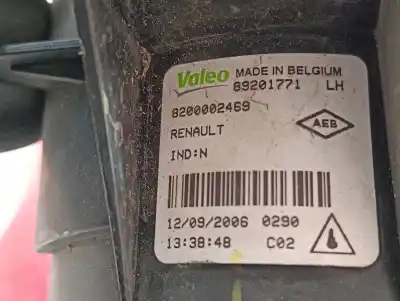 Valeo MADE IN BELGIUM
89201771 LH
8200002469
RENAULT
AEB
IND:N
12/09/2006 0290
13:38:48 C02